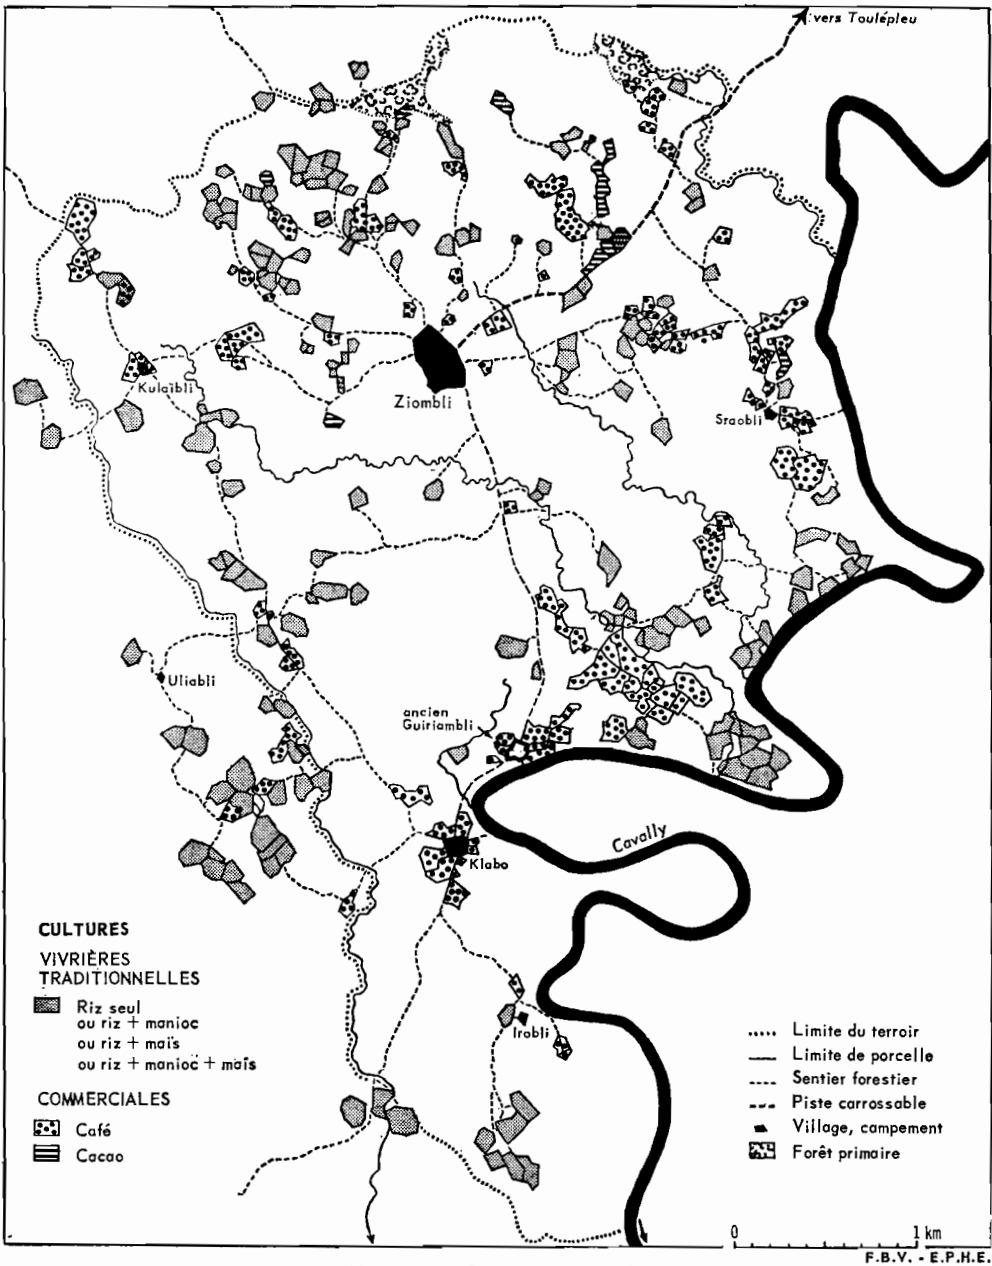 vers Toulépleu
Kulaïbli
Ziombli
Sraobli
Uliabli
ancien
Guiriambli
Cavally
Klabo
Irobli
CULTURES
VIVRIÈRES
TRADITIONNELLES
Riz seul
ou riz + manioc
ou riz + maïs
ou riz + manioc + maïs
COMMERCIALES
Café
Cacao
Limite du terroir
Limite de parcelle
Sentier forestier
Piste carrossable
Village, campement
Forêt primaire
0 1 km
F.B.V. - E.P.H.E.